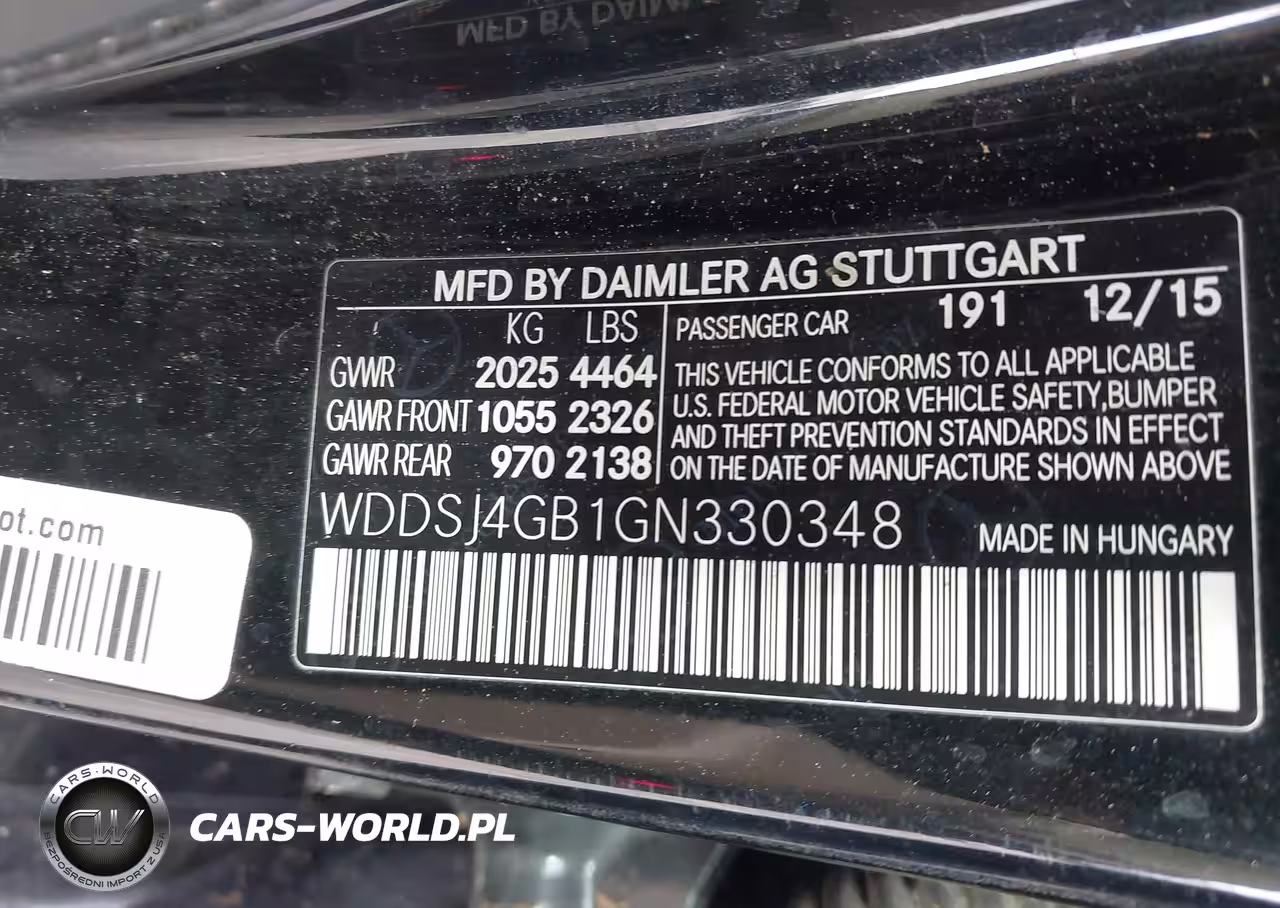 MFD BY DAIMLER AG STUTTGART
KG LBS
GVWR 2025 4464
GAWR FRONT 1055 2326
GAWR REAR 970 2138
PASSENGER CAR 191 12/15
THIS VEHICLE CONFORMS TO ALL APPLICABLE
U.S. FEDERAL MOTOR VEHICLE SAFETY,BUMPER
AND THEFT PREVENTION STANDARDS IN EFFECT
ON THE DATE OF MANUFACTURE SHOWN ABOVE
WDDSJ4GB1GN330348 MADE IN HUNGARY
ot.com
CARS-WORLD
CW
BEZPOŚREDNI IMPORT Z USA
CARS-WORLD.PL